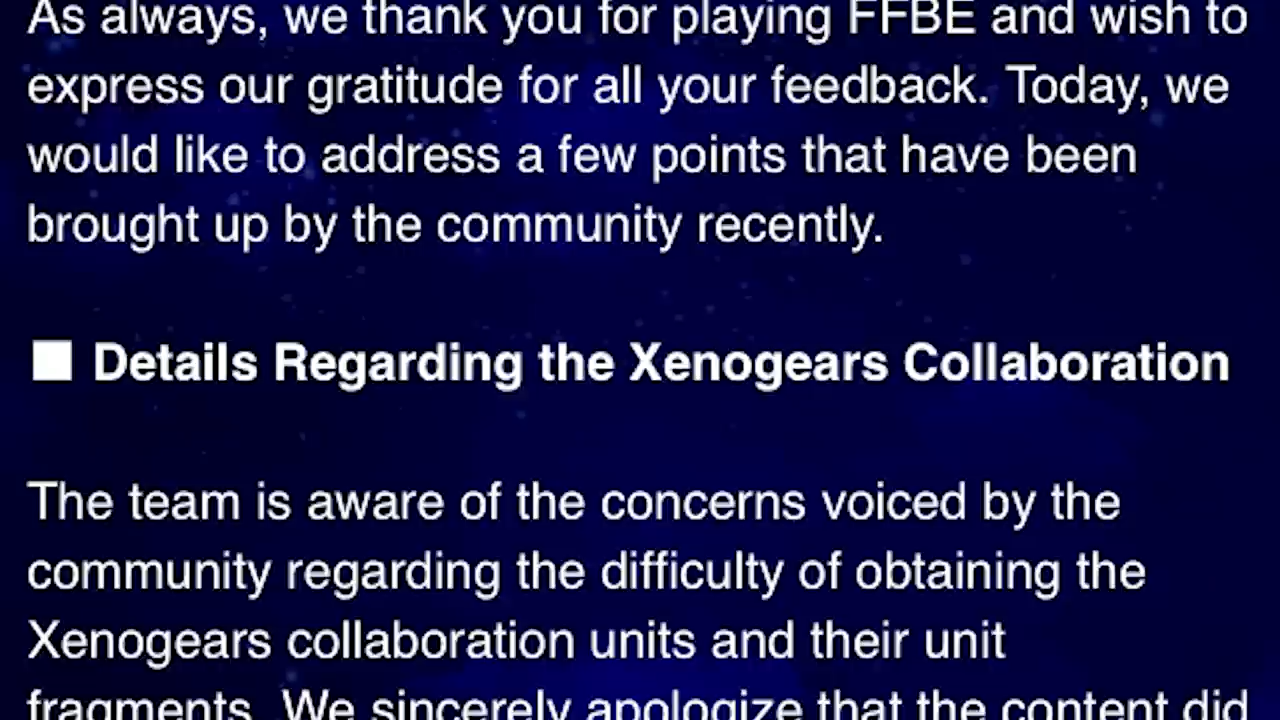 As always, we thank you for playing FFBE and wish to
express our gratitude for all your feedback. Today, we
would like to address a few points that have been
brought up by the community recently.
■ Details Regarding the Xenogears Collaboration
The team is aware of the concerns voiced by the
community regarding the difficulty of obtaining the
Xenogears collaboration units and their unit
fragments. We sincerely apologize that the content did